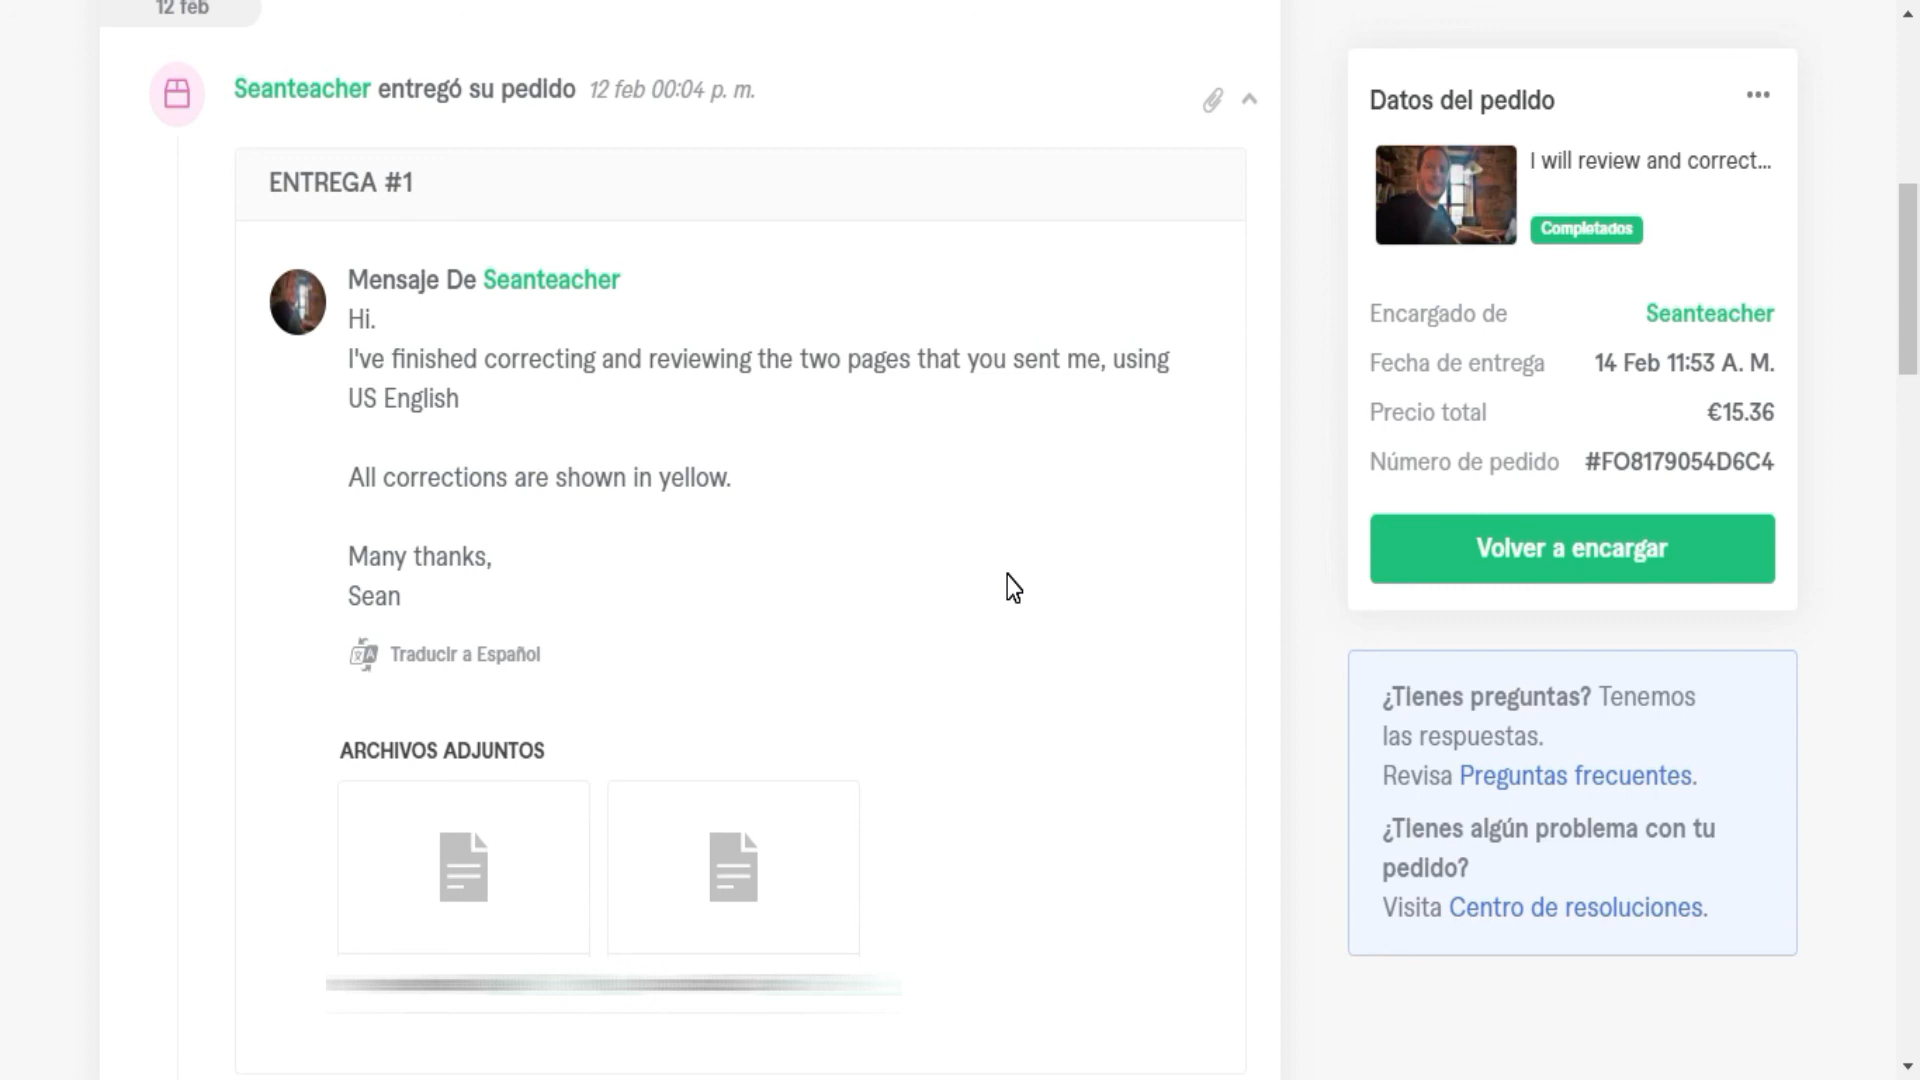 12 feb
Seanteacher entregó su pedido 12 feb 00:04 p. m.
ENTREGA #1
Mensaje De Seanteacher
Hi.
I've finished correcting and reviewing the two pages that you sent me, using
US English
All corrections are shown in yellow.
Many thanks,
Sean
Traducir a Español
ARCHIVOS ADJUNTOS
Datos del pedido
I will review and correct...
Completados
Encargado de Seanteacher
Fecha de entrega 14 Feb 11:53 A. M.
Precio total €15.36
Número de pedido #FO8179054D6C4
Volver a encargar
¿Tienes preguntas? Tenemos
las respuestas.
Revisa Preguntas frecuentes.
¿Tienes algún problema con tu
pedido?
Visita Centro de resoluciones.